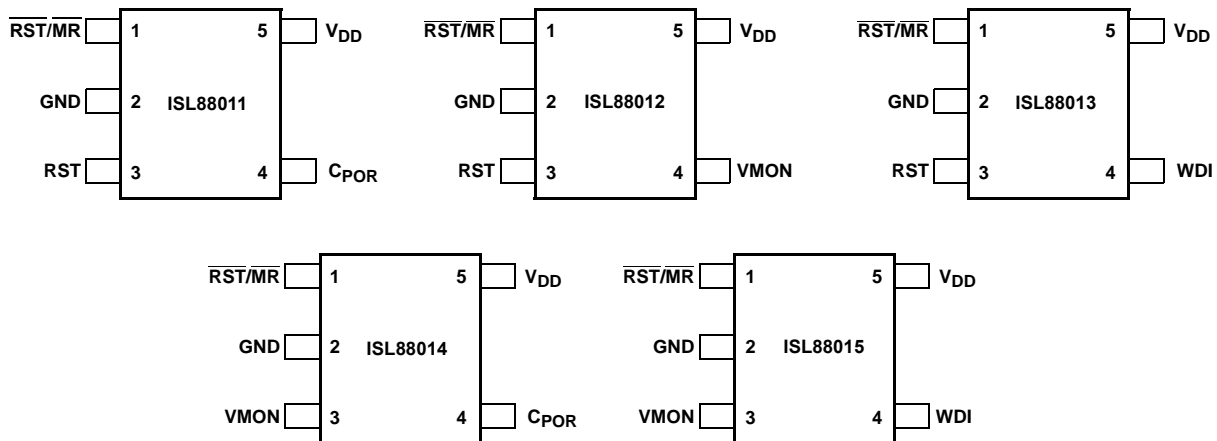 RST/MR 1 5 VDD
GND 2 ISL88011
RST 3 4 CPOR
RST/MR 1 5 VDD
GND 2 ISL88012
RST 3 4 VMON
RST/MR 1 5 VDD
GND 2 ISL88013
RST 3 4 WDI
RST/MR 1 5 VDD
GND 2 ISL88014
VMON 3 4 CPOR
RST/MR 1 5 VDD
GND 2 ISL88015
VMON 3 4 WDI